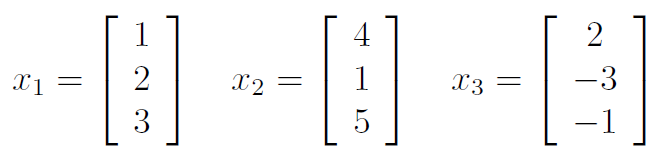 x₁ = [ 1 2 3 ] x₂ = [ 4 1 5 ] x₃ = [ 2 −3 −1 ]